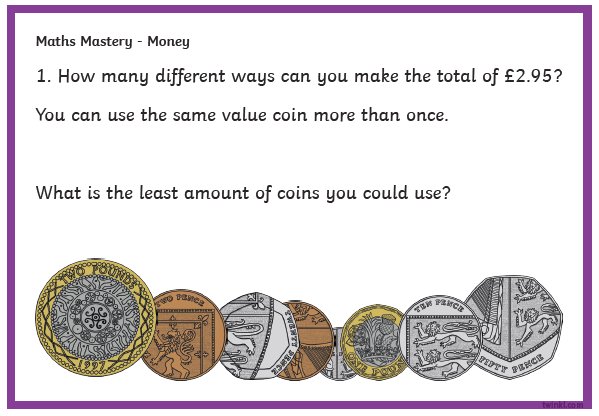 Maths Mastery - Money
1. How many different ways can you make the total of £2.95?
You can use the same value coin more than once.
What is the least amount of coins you could use?
TWO POUNDS
1997
TWO PENCE
TWENTY PENCE
ONE POUND
TEN PENCE
FIFTY PENCE
twinkl.com